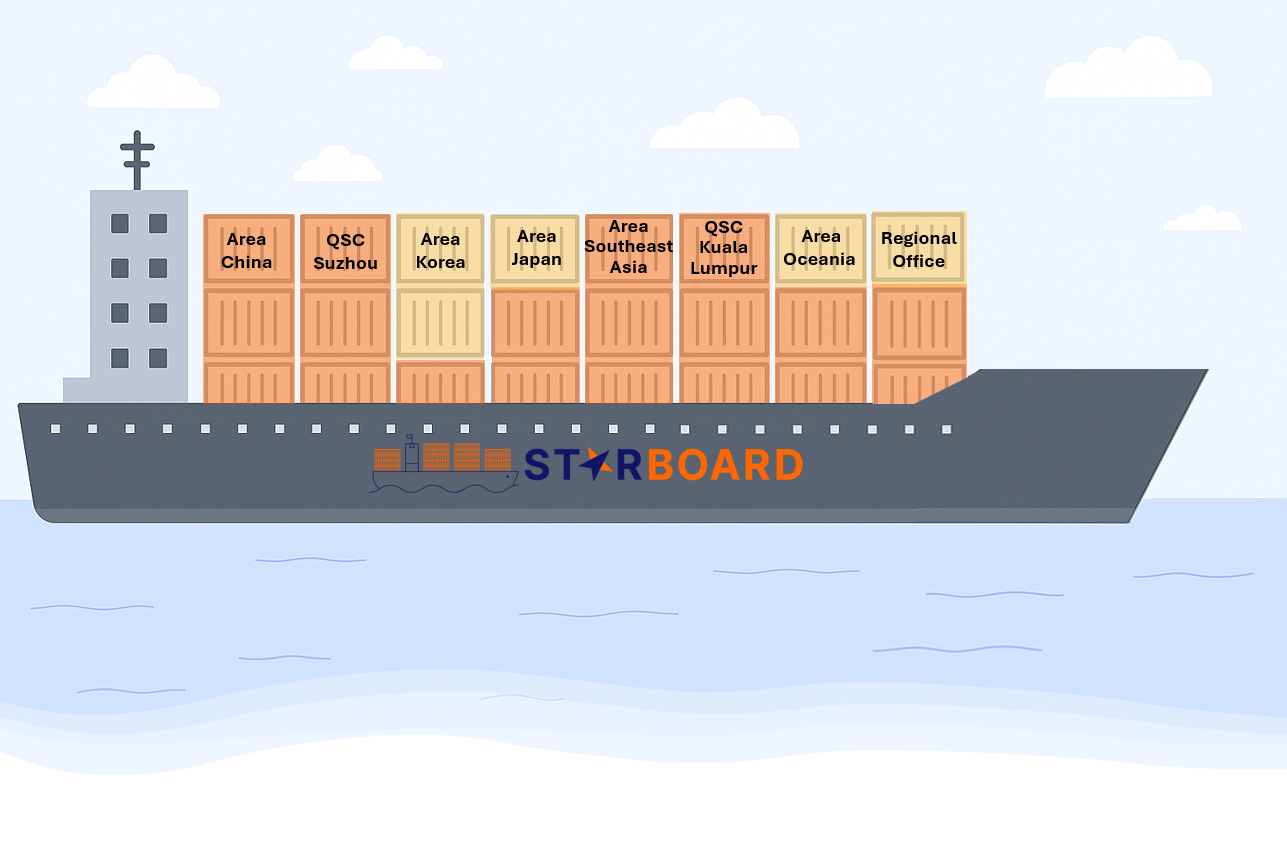 Area
China
QSC
Suzhou
Area
Korea
Area
Japan
Area
Southeast
Asia
QSC
Kuala
Lumpur
Area
Oceania
Regional
Office
STARBOARD